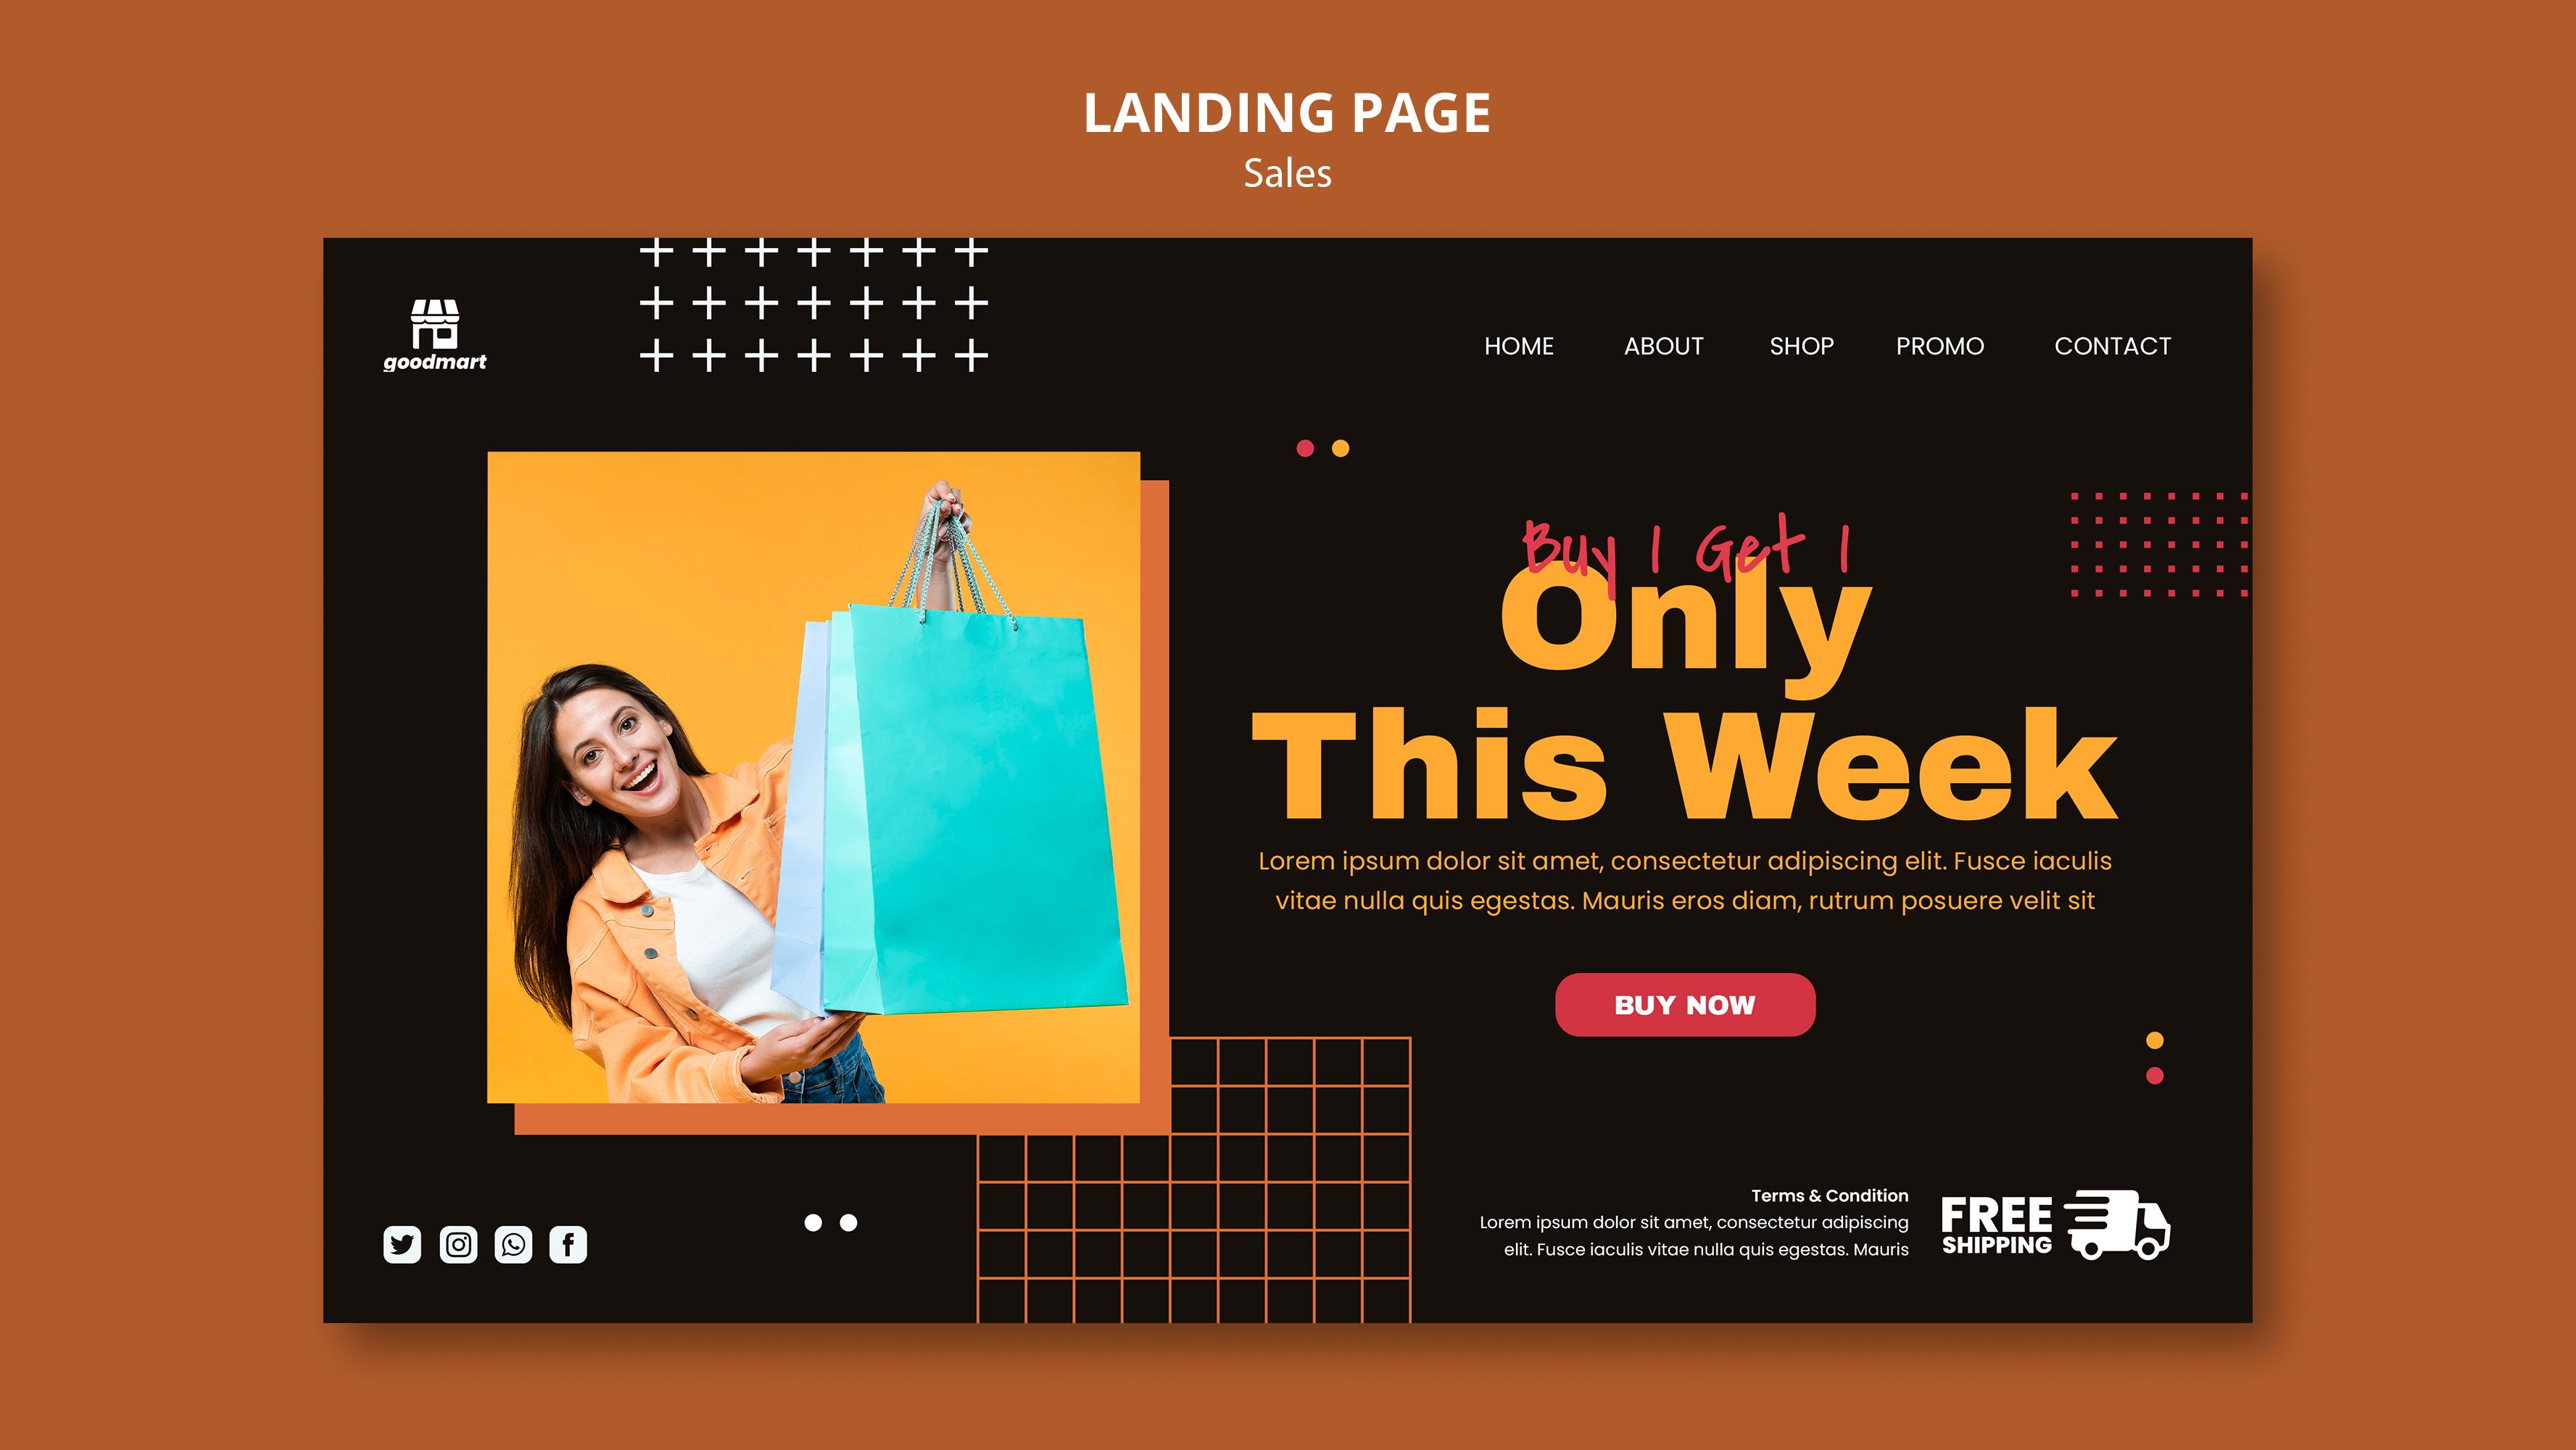 LANDING PAGE
Sales
goodmart
HOME ABOUT SHOP PROMO CONTACT
Buy 1 Get 1
Only
This Week
Lorem ipsum dolor sit amet, consectetur adipiscing elit. Fusce iaculis
vitae nulla quis egestas. Mauris eros diam, rutrum posuere velit sit
BUY NOW
Terms & Condition
Lorem ipsum dolor sit amet, consectetur adipiscing
elit. Fusce iaculis vitae nulla quis egestas. Mauris
FREE
SHIPPING